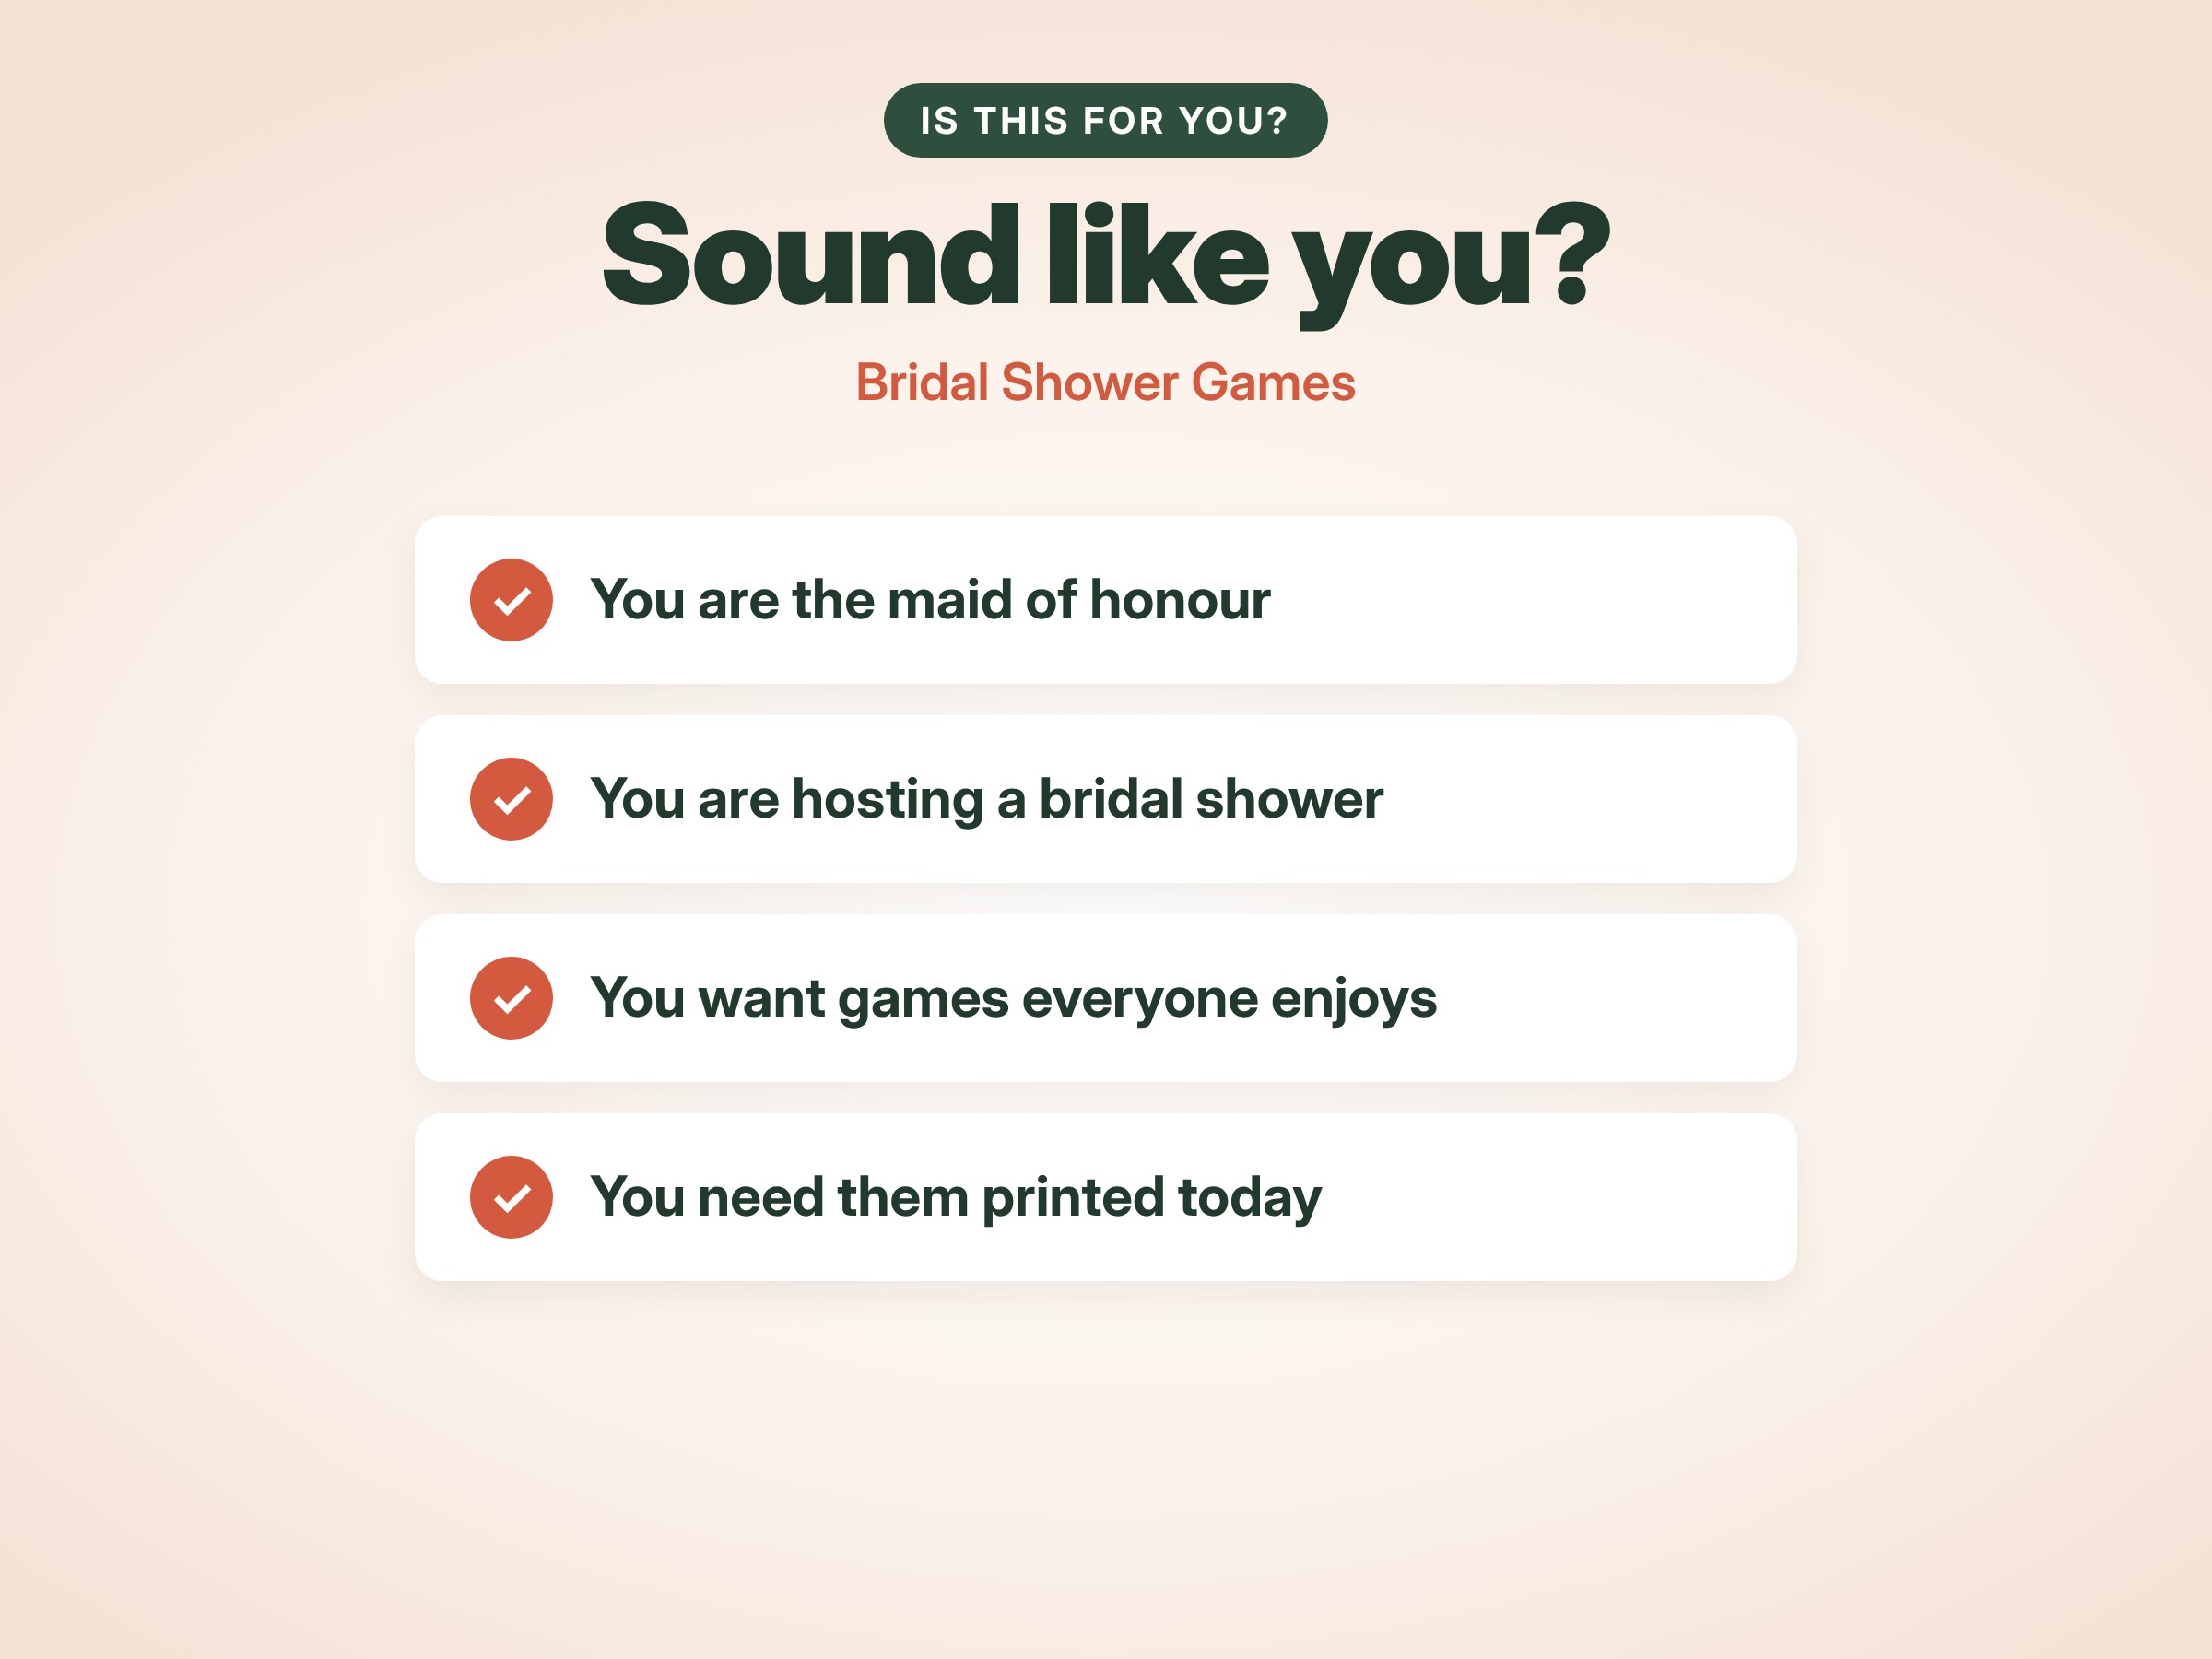 IS THIS FOR YOU?
Sound like you?
Bridal Shower Games
You are the maid of honour
You are hosting a bridal shower
You want games everyone enjoys
You need them printed today